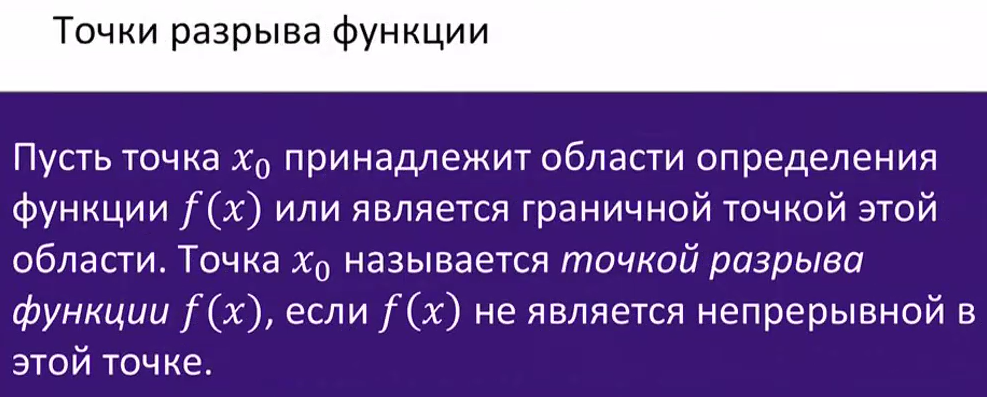 Точки разрыва функции
Пусть точка x₀ принадлежит области определения
функции f(x) или является граничной точкой этой
области. Точка x₀ называется точкой разрыва
функции f(x), если f(x) не является непрерывной в
этой точке.